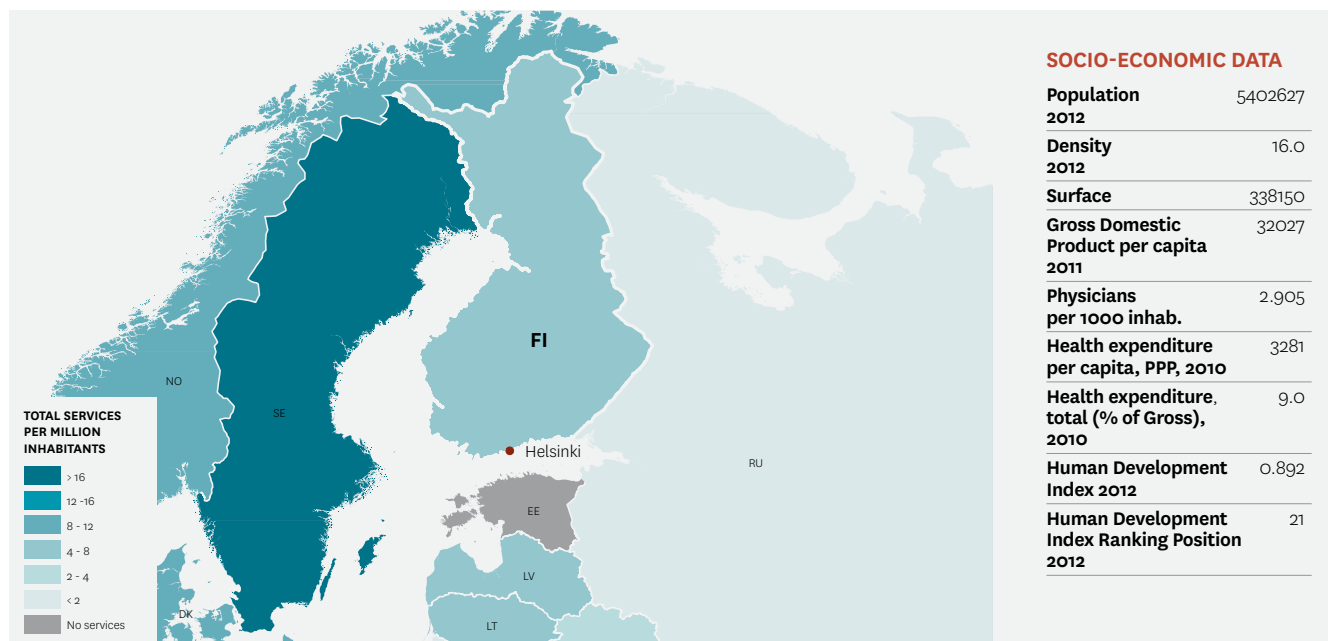 NO
SE
FI
Helsinki
RU
EE
LV
LT
DK
TOTAL SERVICES
PER MILLION
INHABITANTS
> 16
12 -16
8 - 12
4 - 8
2 - 4
< 2
No services
SOCIO-ECONOMIC DATA
Population 5402627
2012
Density 16.0
2012
Surface 338150
Gross Domestic 32027
Product per capita
2011
Physicians 2.905
per 1000 inhab.
Health expenditure 3281
per capita, PPP, 2010
Health expenditure, 9.0
total (% of Gross),
2010
Human Development 0.892
Index 2012
Human Development 21
Index Ranking Position
2012